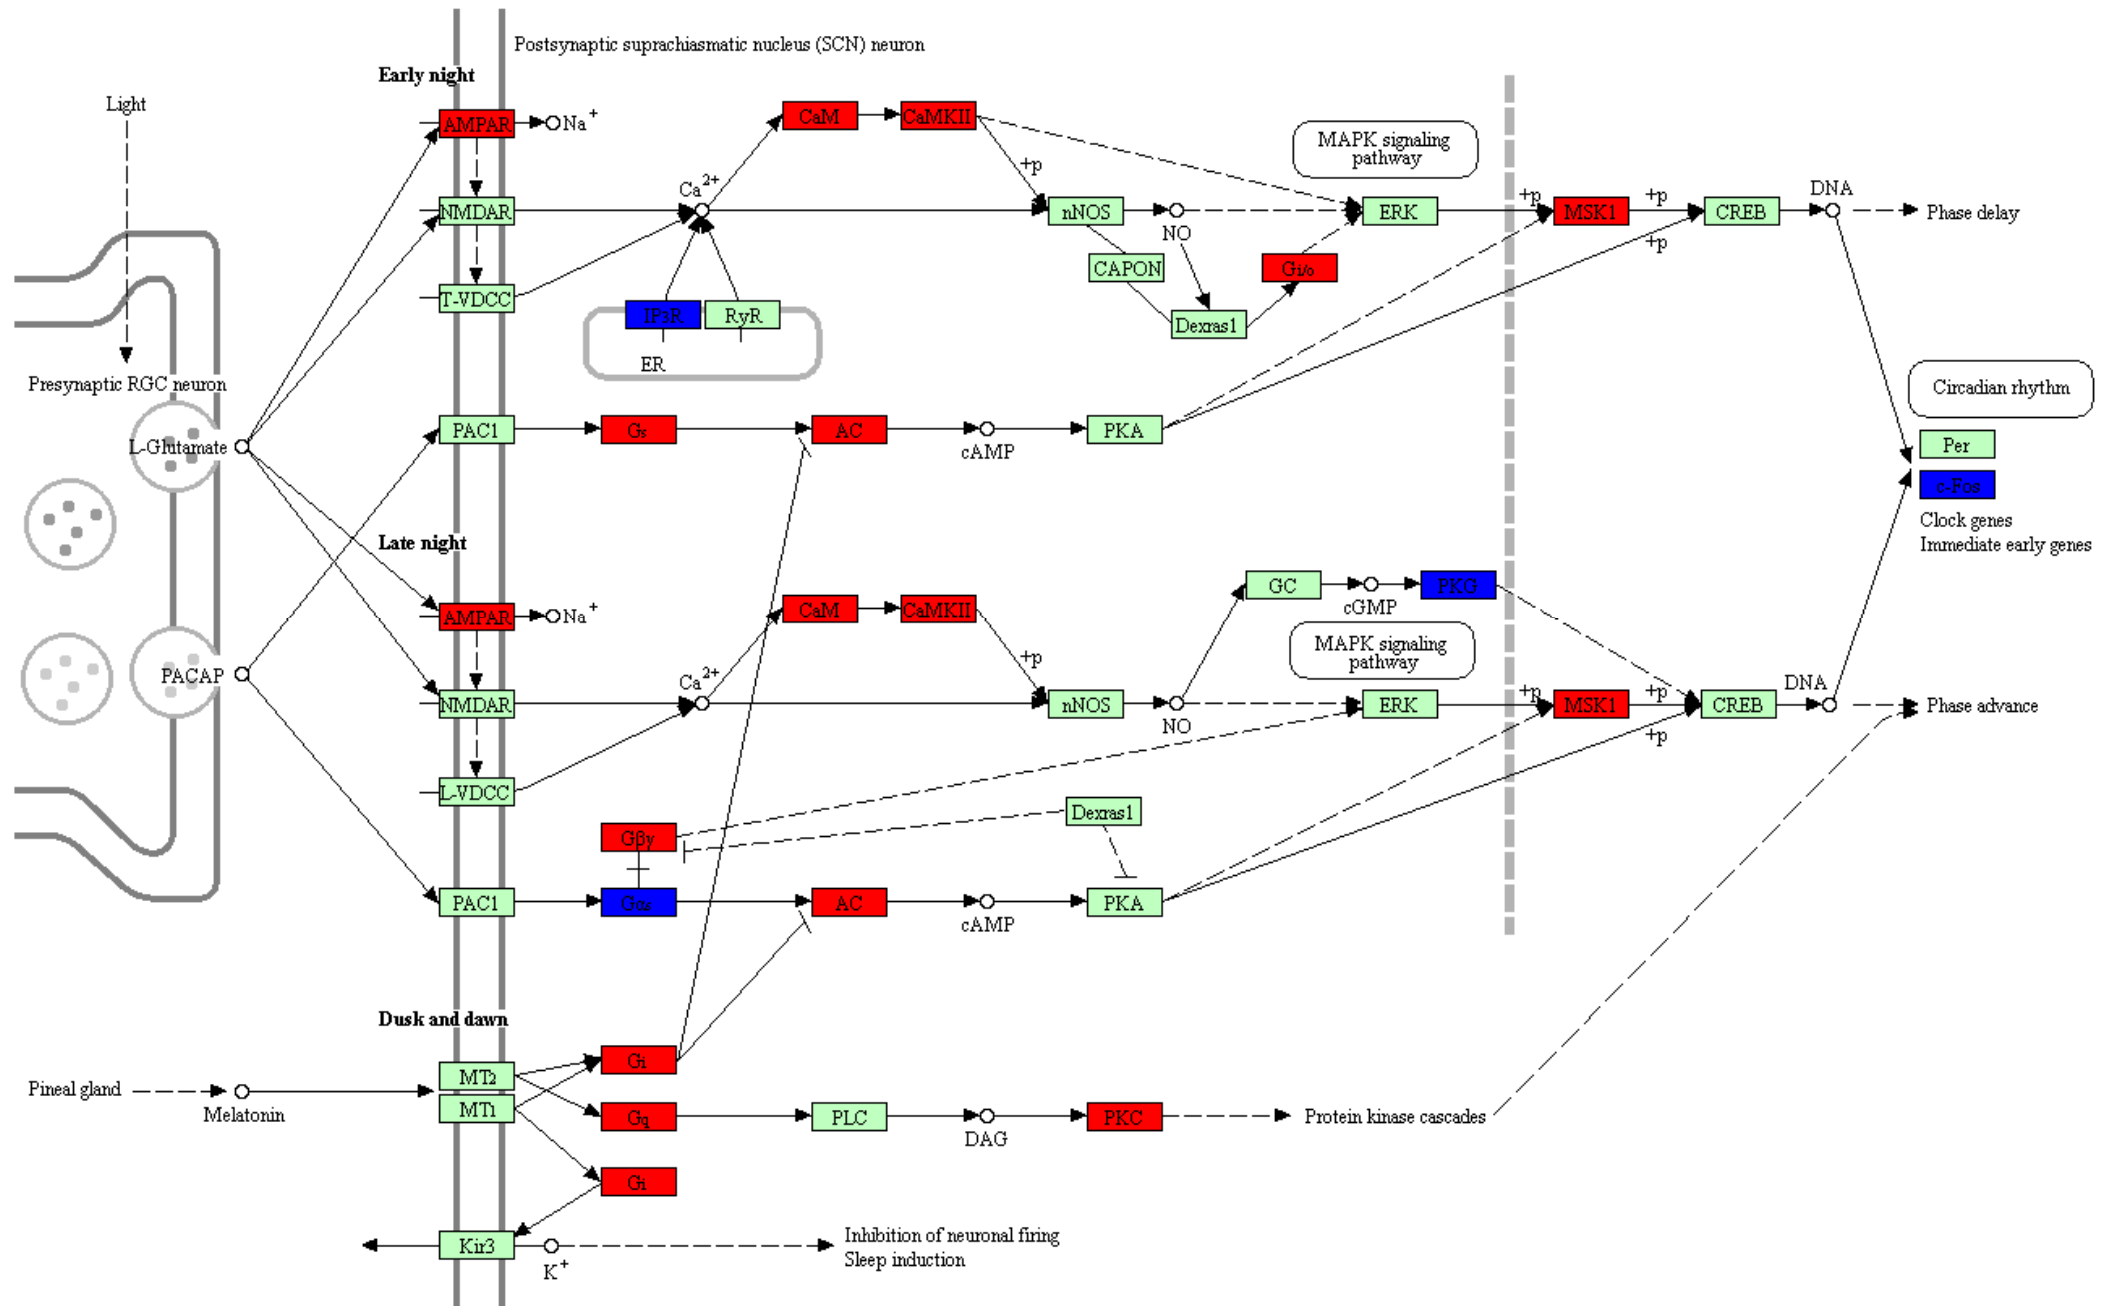 Postsynaptic suprachiasmatic nucleus (SCN) neuron
Early night
Light
AMPAR
Na+
CaM
CaMKII
MAPK signaling
pathway
+p
Ca2+
NMDAR
nNOS
NO
ERK
+p
MSK1
+p
CREB
DNA
Phase delay
+p
CAPON
Gi/o
T-VDCC
IP3R
RyR
Dexras1
ER
Presynaptic RGC neuron
Circadian rhythm
L-Glutamate
PAC1
Gs
AC
cAMP
PKA
Per
c-Fos
Clock genes
Immediate early genes
Late night
GC
cGMP
PKG
AMPAR
Na+
CaM
CaMKII
MAPK signaling
pathway
+p
PACAP
Ca2+
NMDAR
nNOS
NO
ERK
+p
MSK1
+p
CREB
DNA
Phase advance
+p
L-VDCC
Dexras1
Gβγ
PAC1
Gαs
AC
cAMP
PKA
Dusk and dawn
Gi
MT2
Pineal gland
Melatonin
MT1
Gq
PLC
DAG
PKC
Protein kinase cascades
Gi
Kir3
K+
Inhibition of neuronal firing
Sleep induction